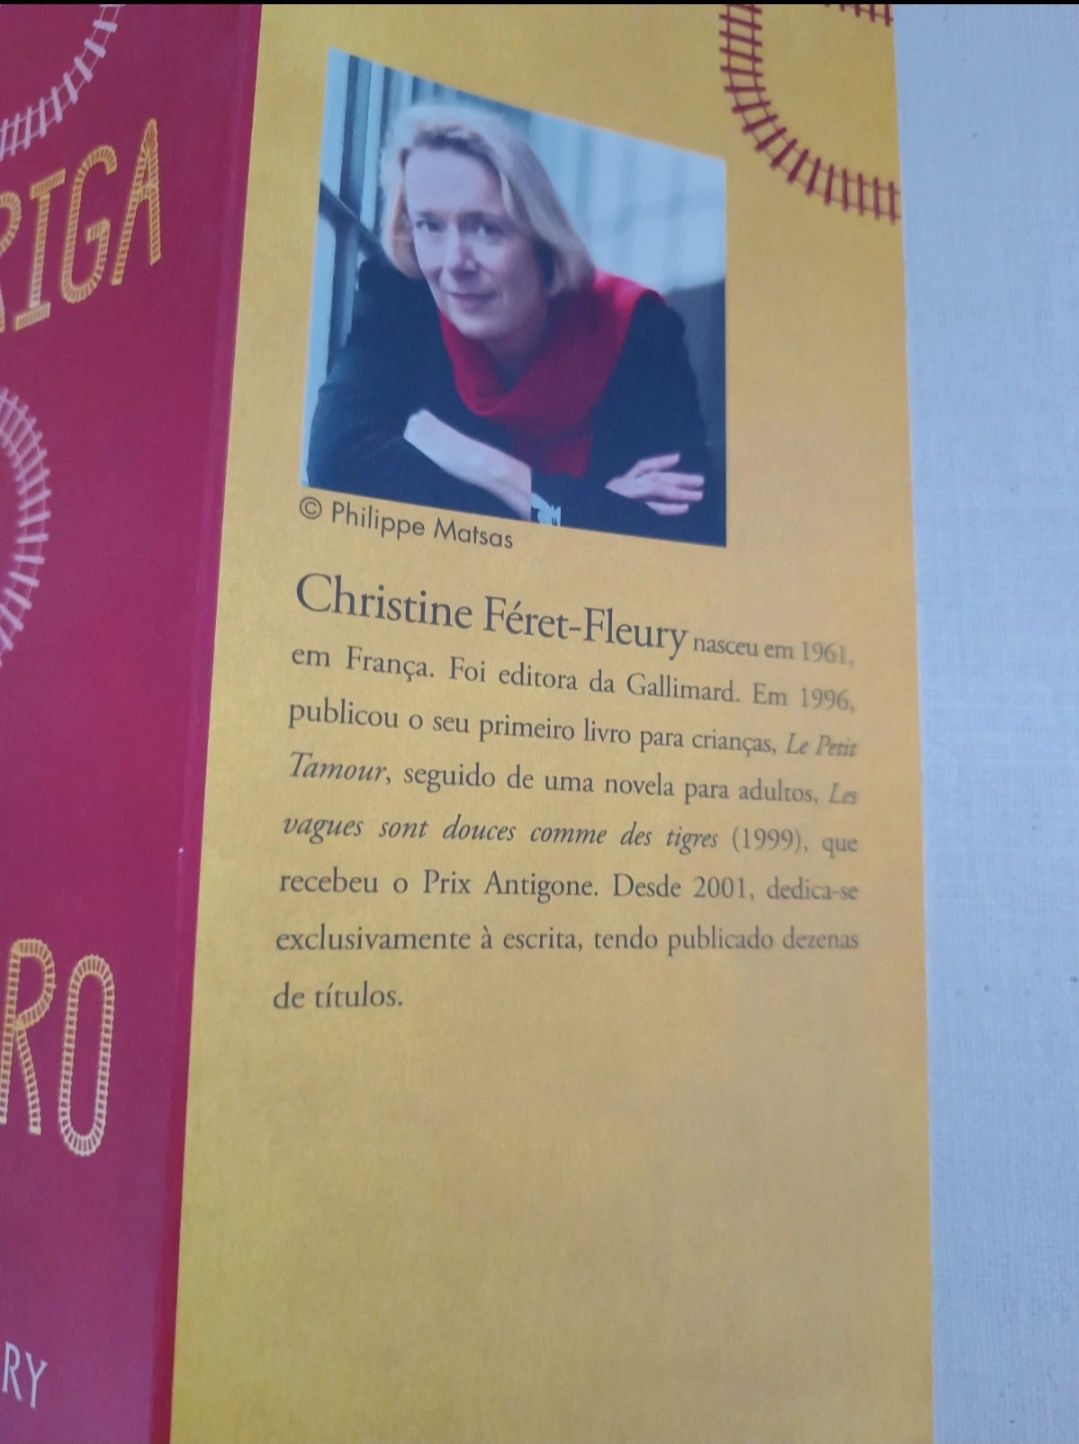 RIGA
RO
RY
© Philippe Matsas
Christine Féret-Fleury nasceu em 1961,
em França. Foi editora da Gallimard. Em 1996,
publicou o seu primeiro livro para crianças, Le Petit
Tamour, seguido de uma novela para adultos, Les
vagues sont douces comme des tigres (1999), que
recebeu o Prix Antigone. Desde 2001, dedica-se
exclusivamente à escrita, tendo publicado dezenas
de títulos.